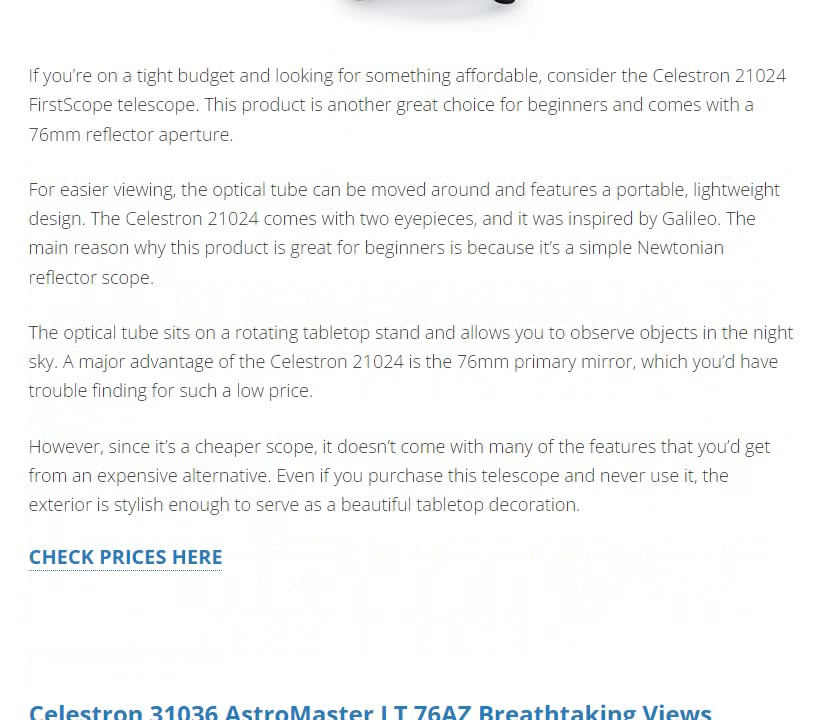 If you're on a tight budget and looking for something affordable, consider the Celestron 21024
FirstScope telescope. This product is another great choice for beginners and comes with a
76mm reflector aperture.
For easier viewing, the optical tube can be moved around and features a portable, lightweight
design. The Celestron 21024 comes with two eyepieces, and it was inspired by Galileo. The
main reason why this product is great for beginners is because it's a simple Newtonian
reflector scope.
The optical tube sits on a rotating tabletop stand and allows you to observe objects in the night
sky. A major advantage of the Celestron 21024 is the 76mm primary mirror, which you'd have
trouble finding for such a low price.
However, since it's a cheaper scope, it doesn't come with many of the features that you'd get
from an expensive alternative. Even if you purchase this telescope and never use it, the
exterior is stylish enough to serve as a beautiful tabletop decoration.
CHECK PRICES HERE
Celestron 31036 AstroMaster LT 76AZ Breathtaking Views